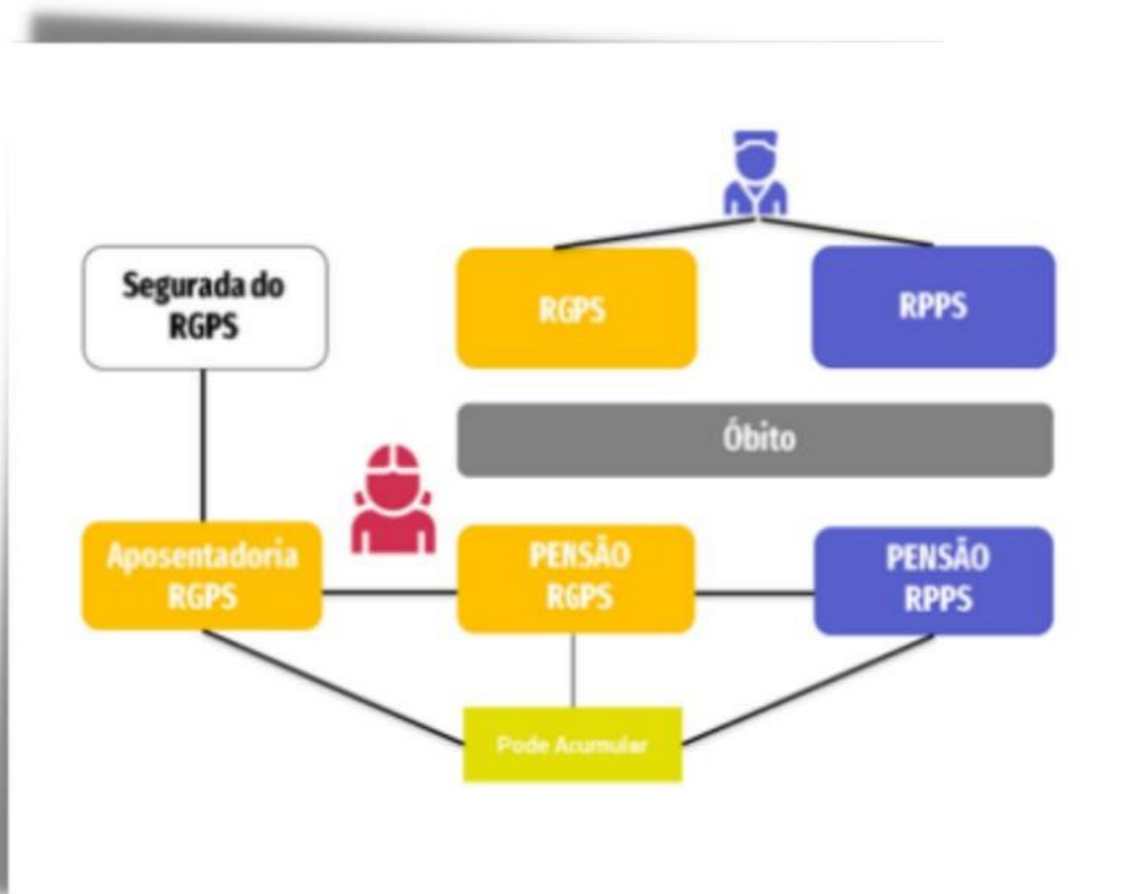 Segurada do
RGPS
RGPS
RPPS
Óbito
Aposentadoria
RGPS
PENSÃO
RGPS
PENSÃO
RPPS
Pode Acumular